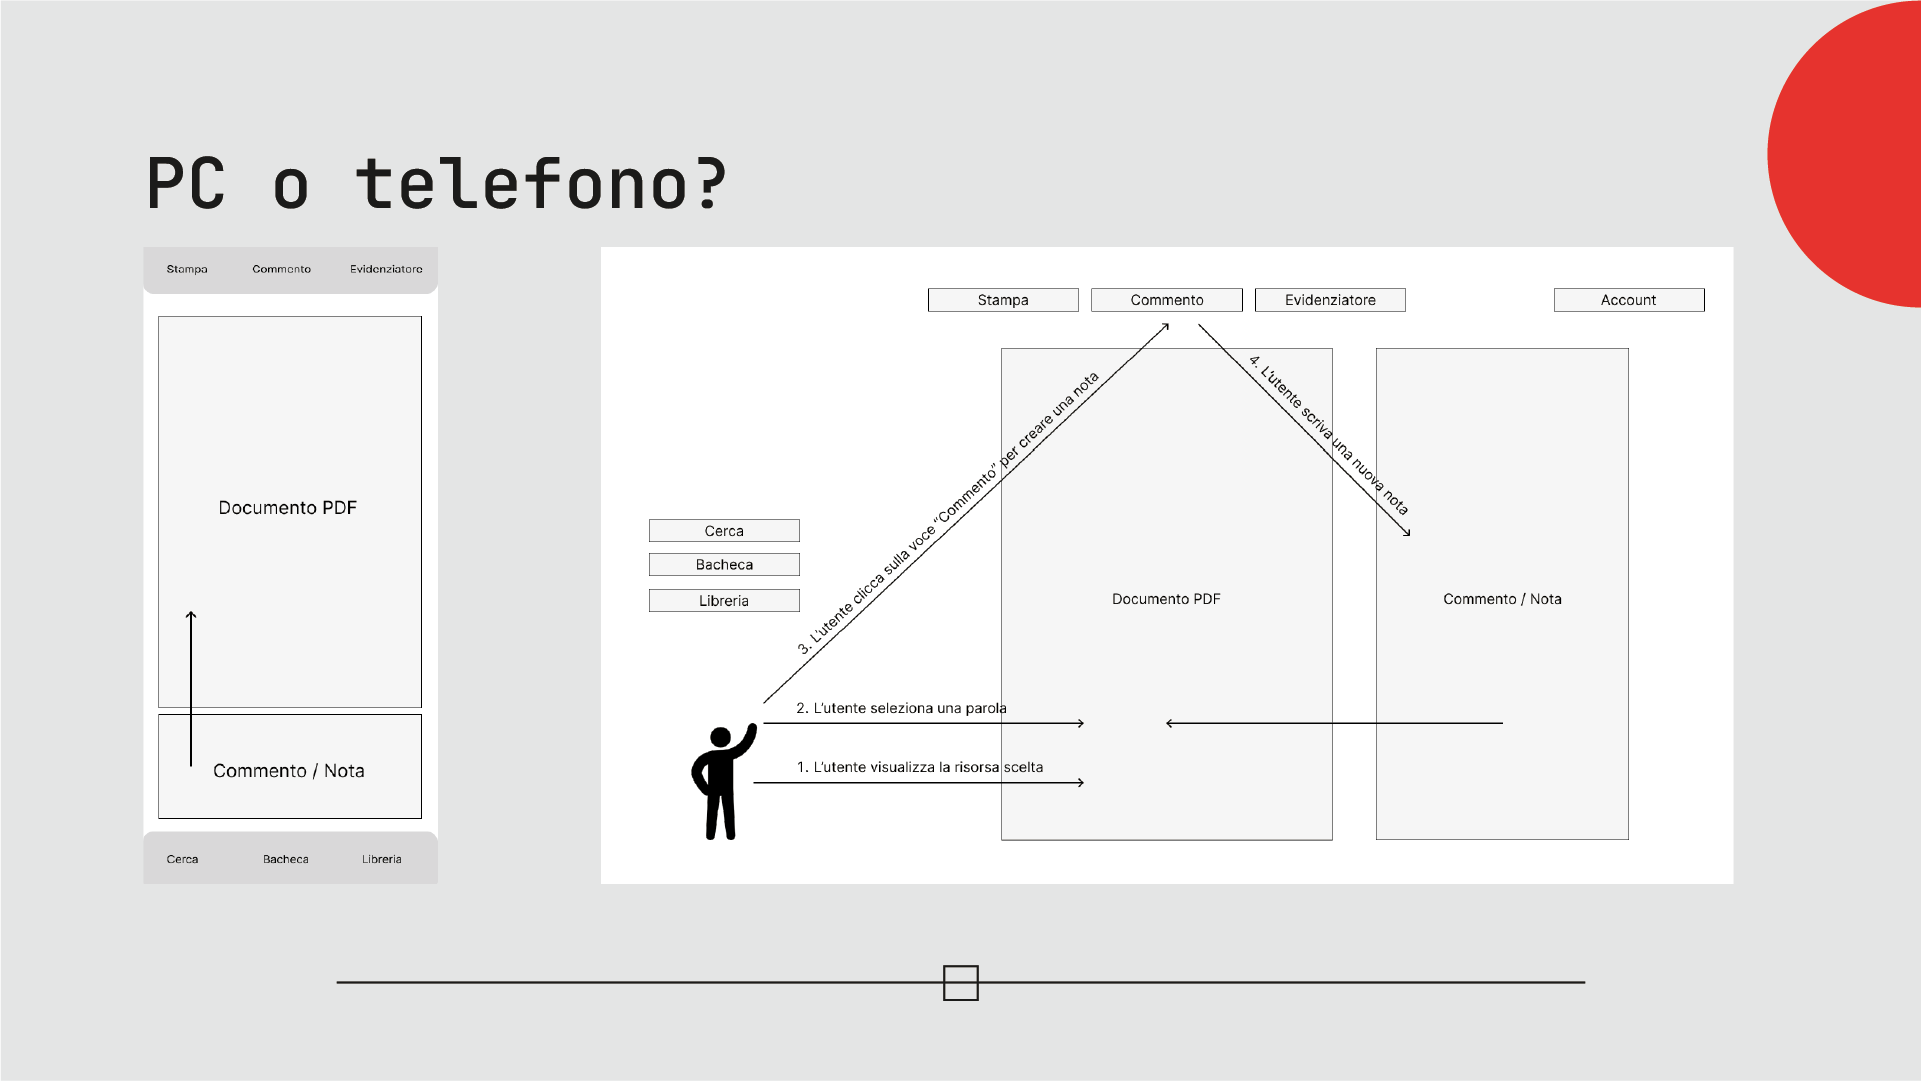 PC o telefono?
Stampa
Commento
Evidenziatore
Documento PDF
Commento / Nota
Cerca
Bacheca
Libreria
Stampa
Commento
Evidenziatore
Account
Cerca
Bacheca
Libreria
3. L'utente clicca sulla voce “Commento” per creare una nota
4. L'utente scriva una nuova nota
Documento PDF
Commento / Nota
2. L'utente seleziona una parola
1. L'utente visualizza la risorsa scelta